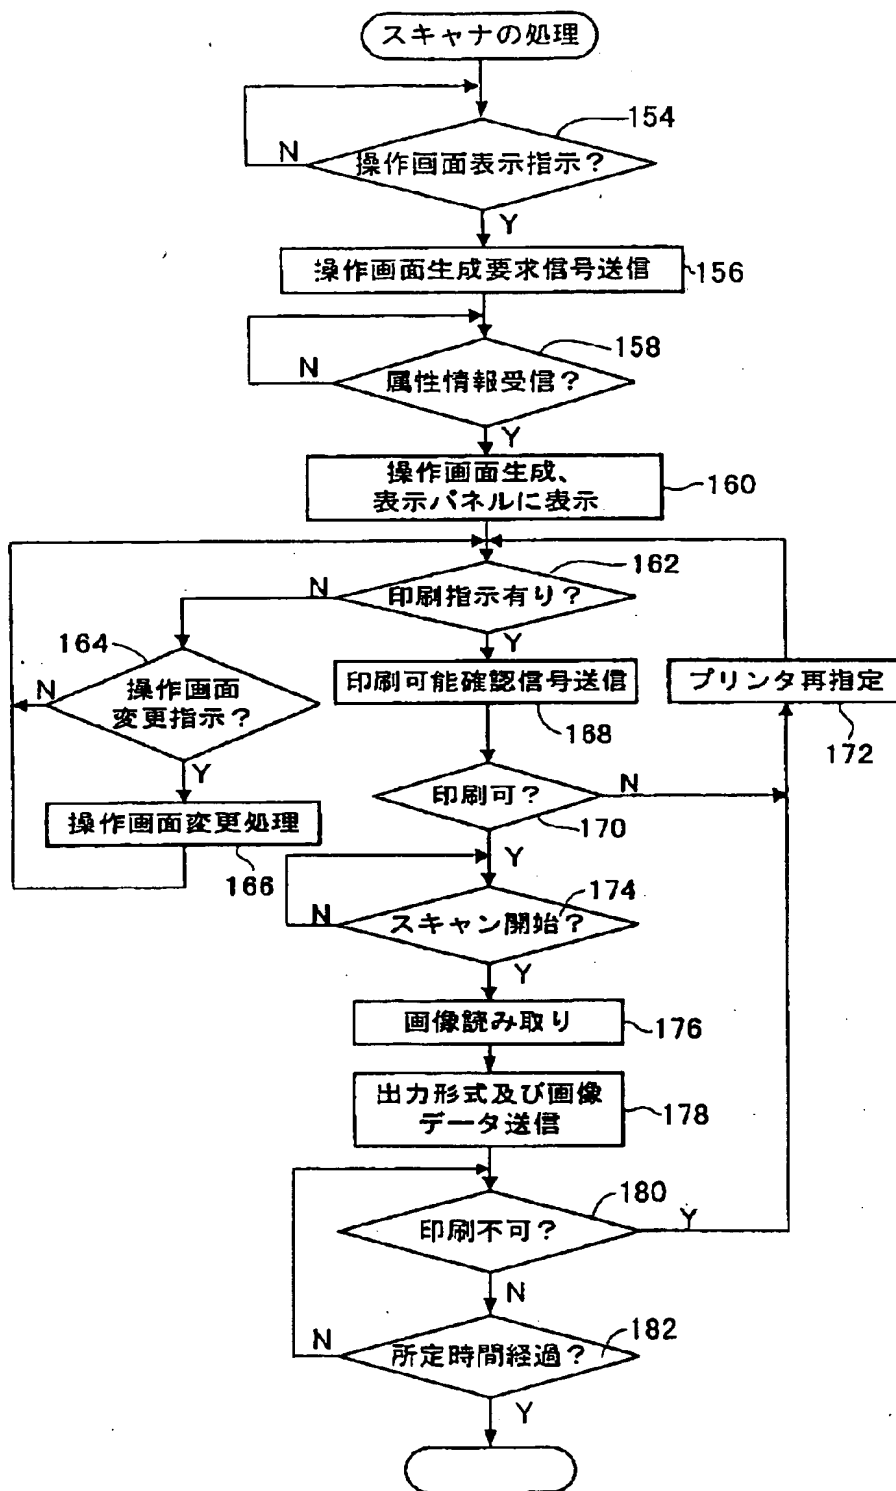 スキャナの処理
154
N
操作画面表示指示?
Y
操作画面生成要求信号送信
156
158
N
属性情報受信?
Y
操作画面生成、
表示パネルに表示
160
162
N
印刷指示有り?
Y
164
N
操作画面
変更指示?
Y
操作画面変更処理
166
印刷可能確認信号送信
168
プリンタ再指定
172
印刷可?
N
170
Y
174
N
スキャン開始?
Y
画像読み取り
176
出力形式及び画像
データ送信
178
180
印刷不可?
Y
N
182
N
所定時間経過?
Y